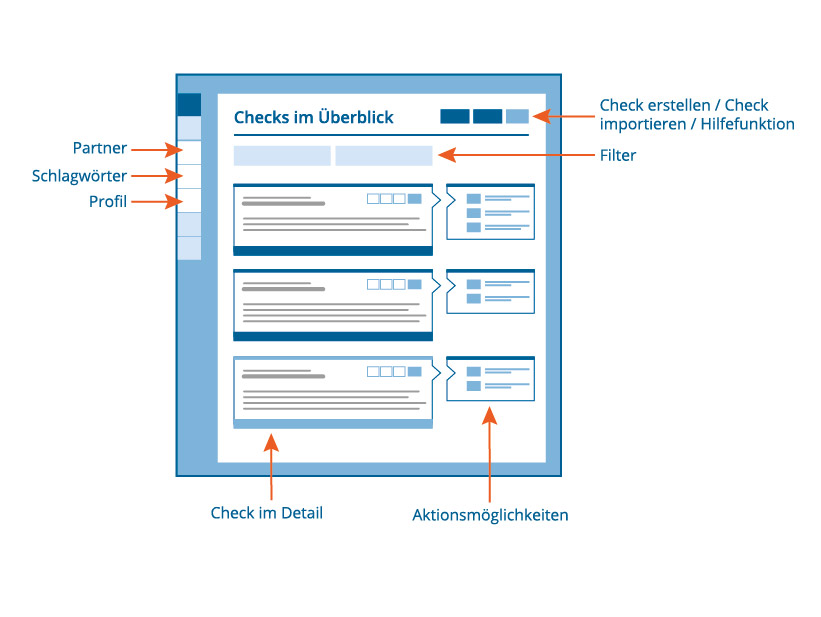 Checks im Überblick
Check erstellen / Check
importieren / Hilfefunktion
Filter
Partner
Schlagwörter
Profil
Check im Detail
Aktionsmöglichkeiten